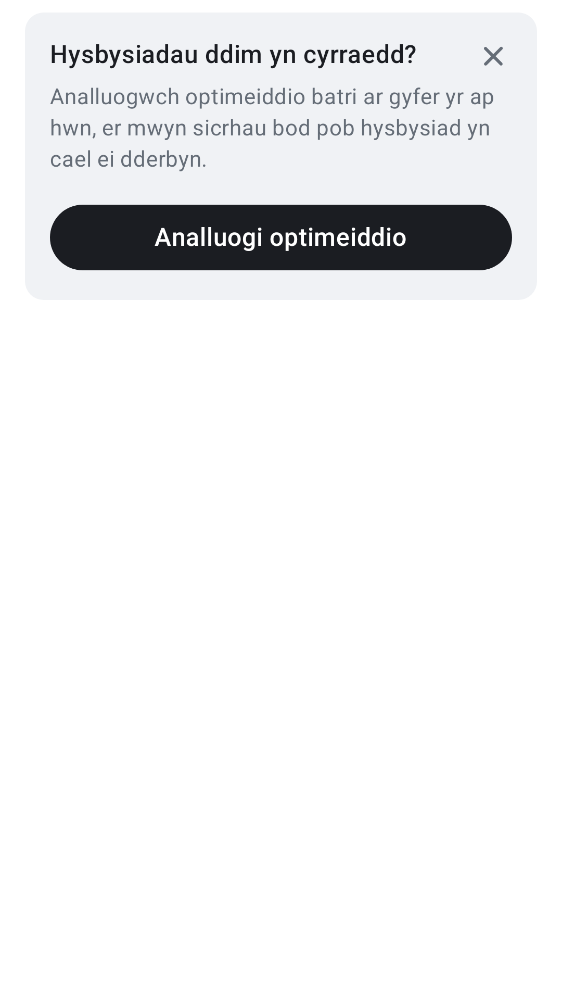 Hysbysiadau ddim yn cyrraedd?
Analluogwch optimeiddio batri ar gyfer yr ap
hwn, er mwyn sicrhau bod pob hysbysiad yn
cael ei dderbyn.
Analluogi optimeiddio